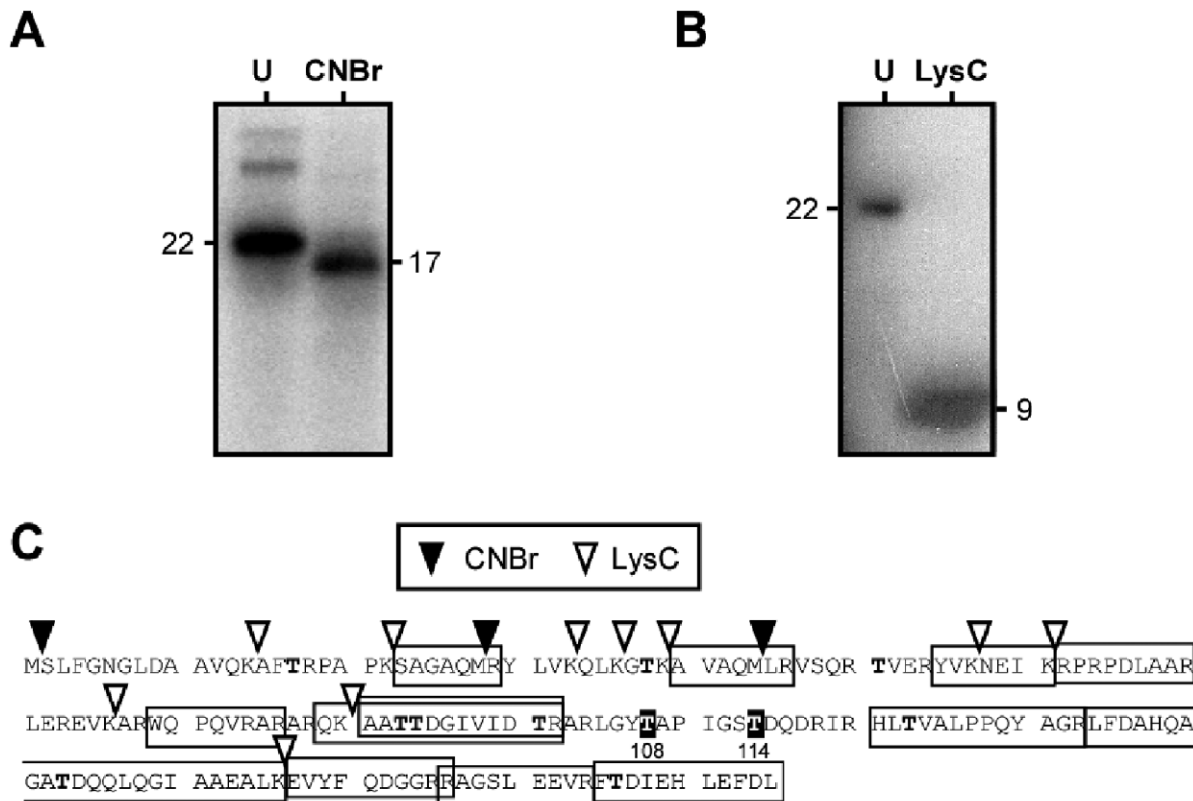 A
B
U CNBr
U LysC
22
17
22
9
C
CNBr LysC
MSLFGNGLDA AVQKAFTRPA PKSAGAQMRY LVKQLKGTKA VAQMLRVSQR TVERYVKNEI KRPRPDLAAR
LEREVKARWQ PQVRARARQK AATTDGIVID TRARLGYTAP IGSTDQDRIR HLTVALPPQY AGRLFDAHQA
108 114
GATDQQLQGI AAEALKEVYF QDGGRRAGSL EEVRFTDIEH LEFDL